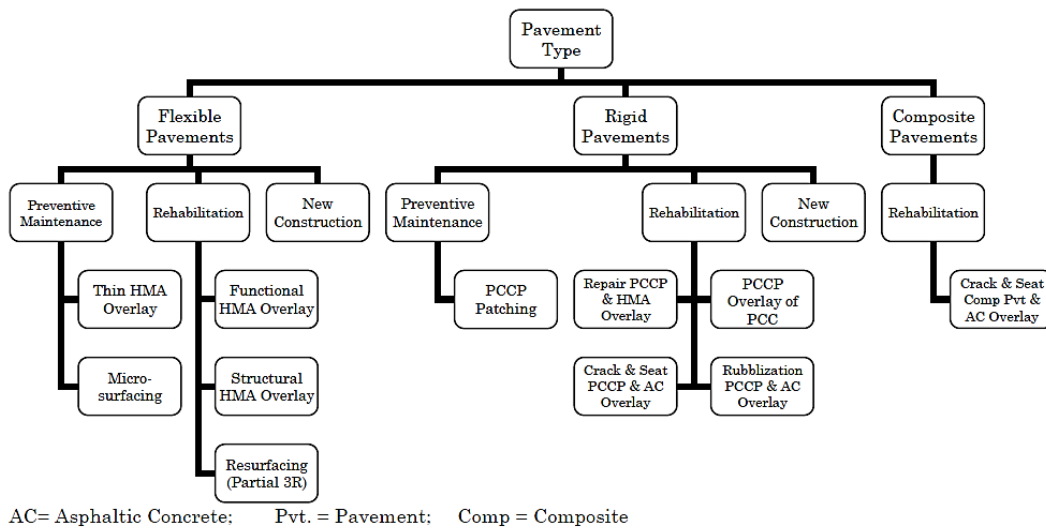 Pavement
Type
Flexible
Pavements
Rigid
Pavements
Composite
Pavements
Preventive
Maintenance
Rehabilitation
New
Construction
Preventive
Maintenance
Rehabilitation
New
Construction
Rehabilitation
Thin HMA
Overlay
Functional
HMA Overlay
PCCP
Patching
Repair PCCP
& HMA
Overlay
PCCP
Overlay of
PCC
Crack & Seat
Comp Pvt &
AC Overlay
Micro-
surfacing
Structural
HMA Overlay
Crack & Seat
PCCP & AC
Overlay
Rubblization
PCCP & AC
Overlay
Resurfacing
(Partial 3R)
AC= Asphaltic Concrete; Pvt. = Pavement; Comp = Composite